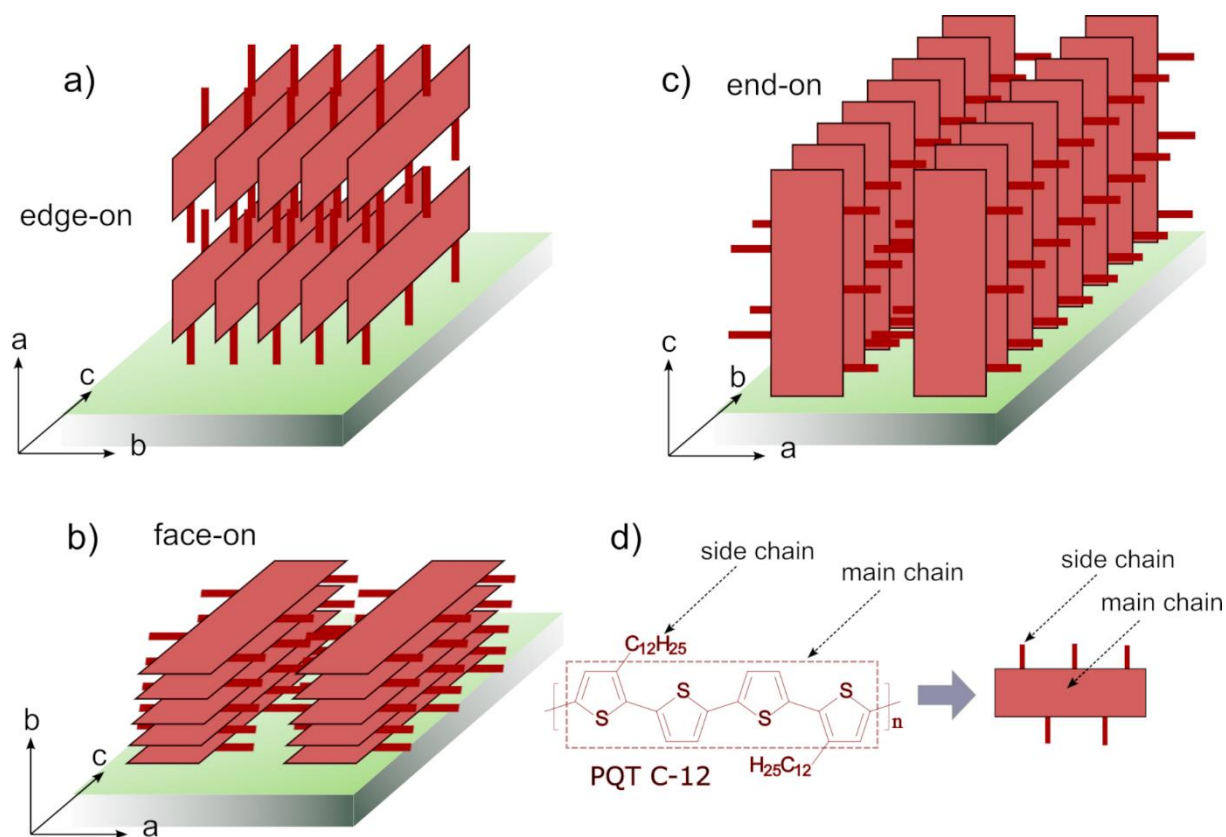 a)
edge-on
a
c
b
c)
end-on
c
b
a
b)
face-on
b
c
a
d)
side chain
main chain
C12H25
S
S
S
S
n
H25C12
PQT C-12
side chain
main chain